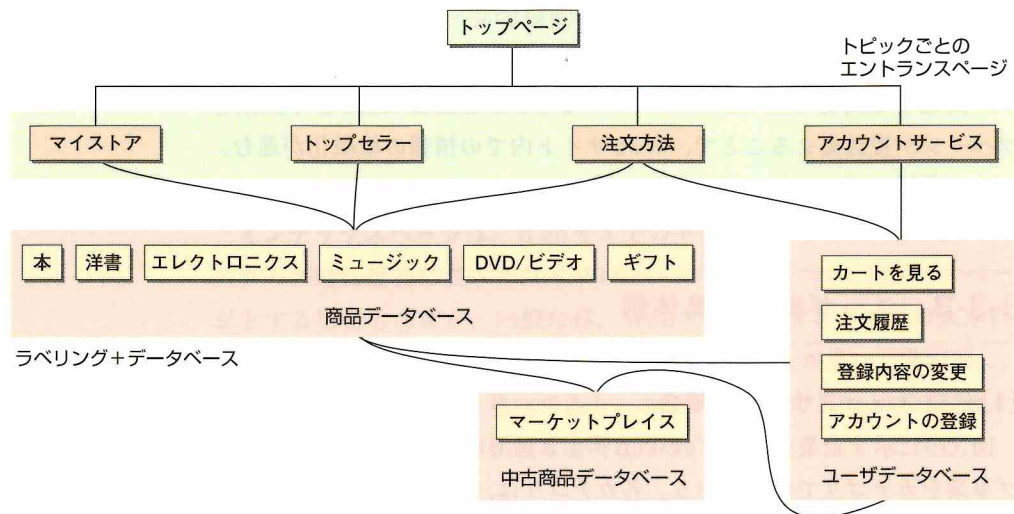 トップページ
トピックごとの
エントランスページ
マイストア
トップセラー
注文方法
アカウントサービス
本
洋書
エレクトロニクス
ミュージック
DVD/ビデオ
ギフト
商品データベース
ラベリング＋データベース
カートを見る
注文履歴
登録内容の変更
アカウントの登録
ユーザデータベース
マーケットプレイス
中古商品データベース